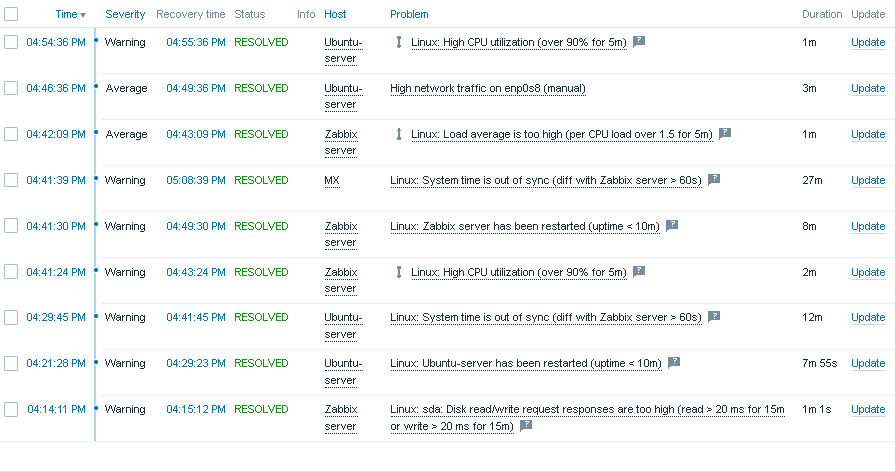 Time Severity Recovery time Status Info Host Problem Duration Update
04:54:36 PM Warning 04:55:36 PM RESOLVED Ubuntu- Linux: High CPU utilization (over 90% for 5m) ? 1m Update
server
04:46:36 PM Average 04:49:36 PM RESOLVED Ubuntu- High network traffic on enp0s8 (manual) 3m Update
server
04:42:09 PM Average 04:43:09 PM RESOLVED Zabbix Linux: Load average is too high (per CPU load over 1.5 for 5m) ? 1m Update
server
04:41:39 PM Warning 05:08:39 PM RESOLVED MX Linux: System time is out of sync (diff with Zabbix server > 60s) ? 27m Update
04:41:30 PM Warning 04:49:30 PM RESOLVED Zabbix Linux: Zabbix server has been restarted (uptime < 10m) ? 8m Update
server
04:41:24 PM Warning 04:43:24 PM RESOLVED Zabbix Linux: High CPU utilization (over 90% for 5m) ? 2m Update
server
04:29:45 PM Warning 04:41:45 PM RESOLVED Ubuntu- Linux: System time is out of sync (diff with Zabbix server > 60s) ? 12m Update
server
04:21:28 PM Warning 04:29:23 PM RESOLVED Ubuntu- Linux: Ubuntu-server has been restarted (uptime < 10m) ? 7m 55s Update
server
04:14:11 PM Warning 04:15:12 PM RESOLVED Zabbix Linux: sda: Disk read/write request responses are too high (read > 20 ms for 15m 1m 1s Update
server or write > 20 ms for 15m) ?